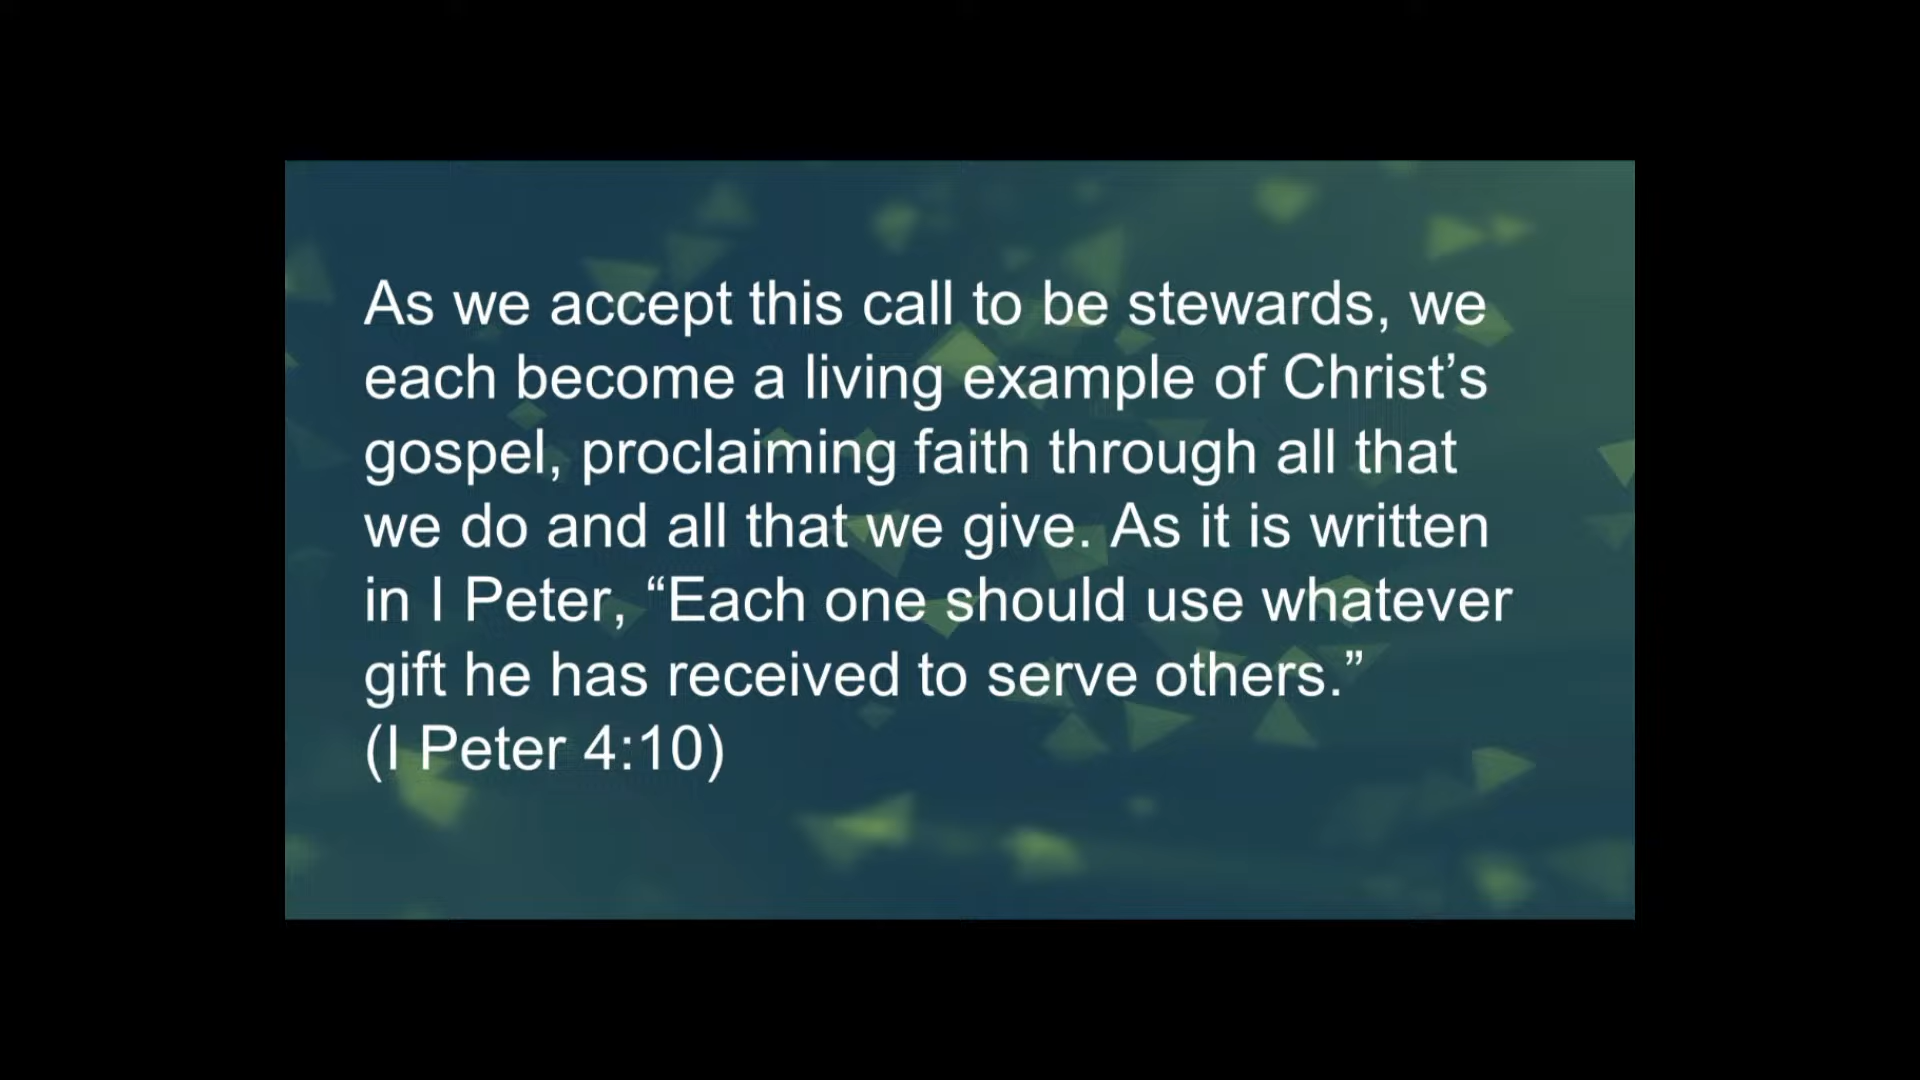 As we accept this call to be stewards, we
each become a living example of Christ’s
gospel, proclaiming faith through all that
we do and all that we give. As it is written
in I Peter, “Each one should use whatever
gift he has received to serve others.”
(I Peter 4:10)